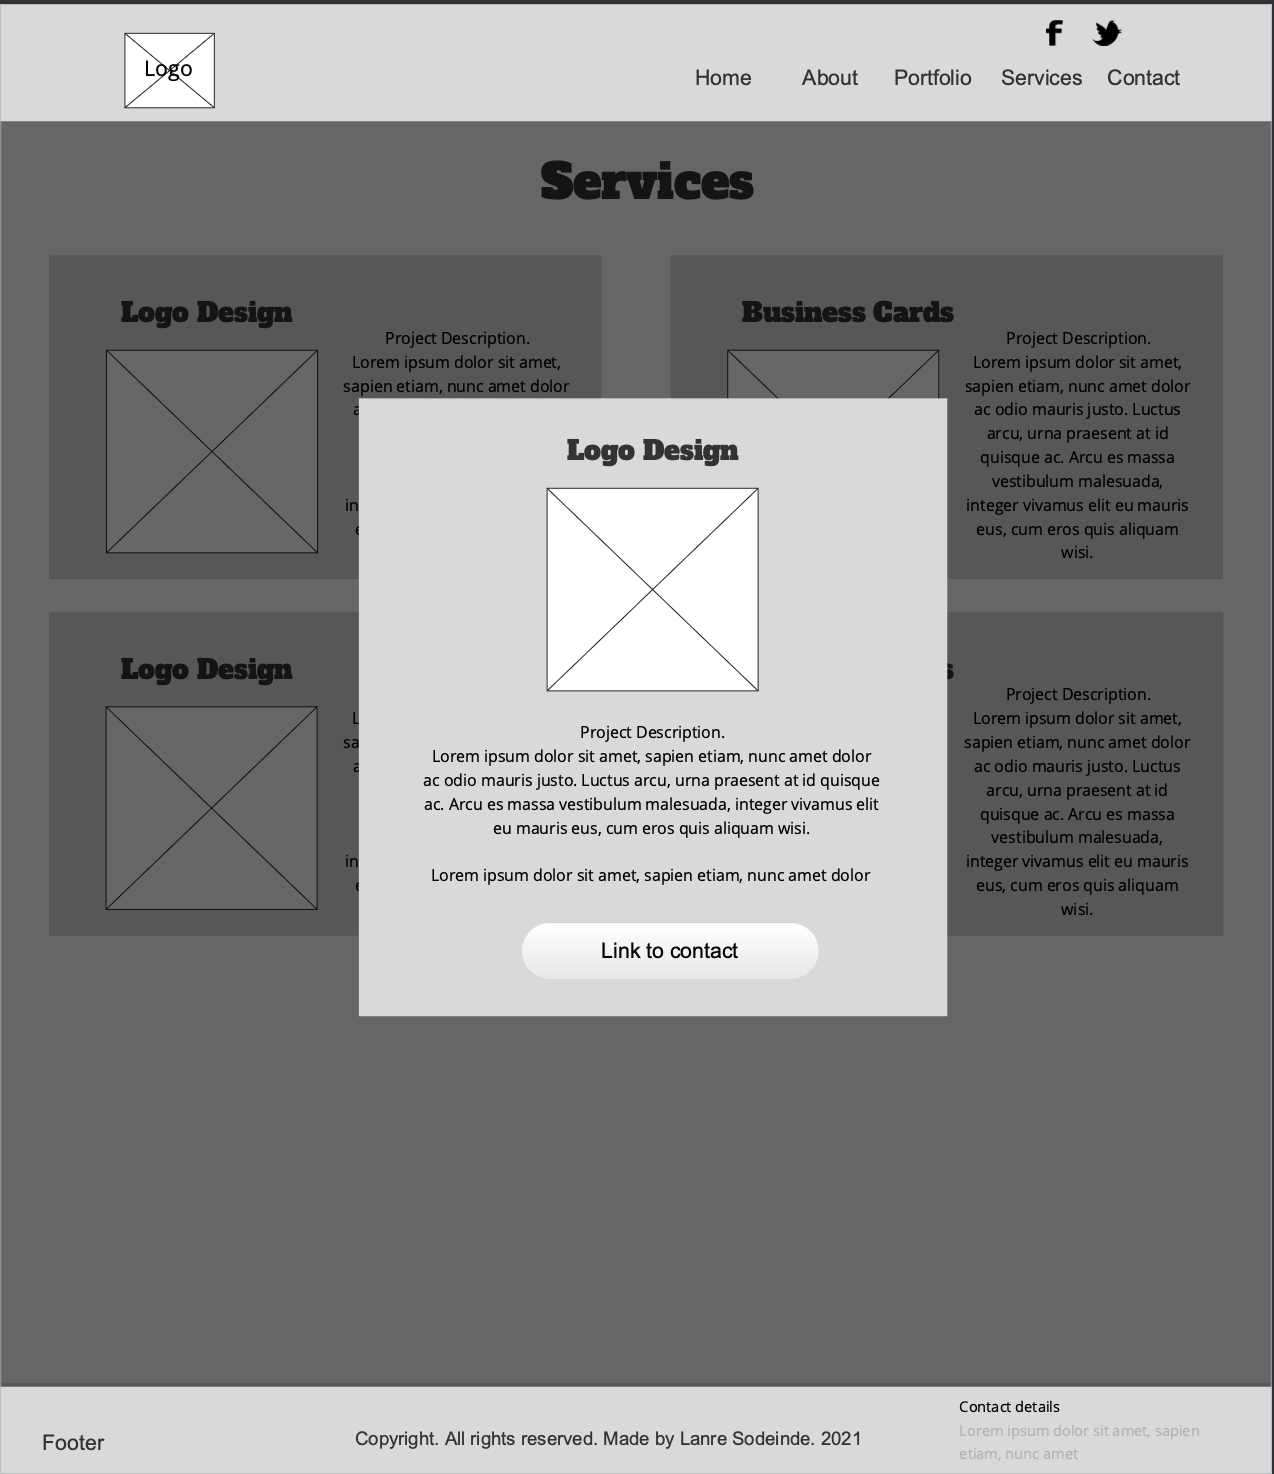 Logo
Home About Portfolio Services Contact
Services
Logo Design
Project Description.
Lorem ipsum dolor sit amet,
sapien etiam, nunc amet dolor
Business Cards
Project Description.
Lorem ipsum dolor sit amet,
sapien etiam, nunc amet dolor
ac odio mauris justo. Luctus
arcu, urna praesent at id
quisque ac. Arcu es massa
vestibulum malesuada,
integer vivamus elit eu mauris
eus, cum eros quis aliquam
wisi.
Logo Design
Project Description.
Lorem ipsum dolor sit amet, sapien etiam, nunc amet dolor
ac odio mauris justo. Luctus arcu, urna praesent at id quisque
ac. Arcu es massa vestibulum malesuada, integer vivamus elit
eu mauris eus, cum eros quis aliquam wisi.
Lorem ipsum dolor sit amet, sapien etiam, nunc amet dolor
Link to contact
Logo Design
Project Description.
Lorem ipsum dolor sit amet,
sapien etiam, nunc amet dolor
ac odio mauris justo. Luctus
arcu, urna praesent at id
quisque ac. Arcu es massa
vestibulum malesuada,
integer vivamus elit eu mauris
eus, cum eros quis aliquam
wisi.
Footer
Copyright. All rights reserved. Made by Lanre Sodeinde. 2021
Contact details
Lorem ipsum dolor sit amet, sapien
etiam, nunc amet